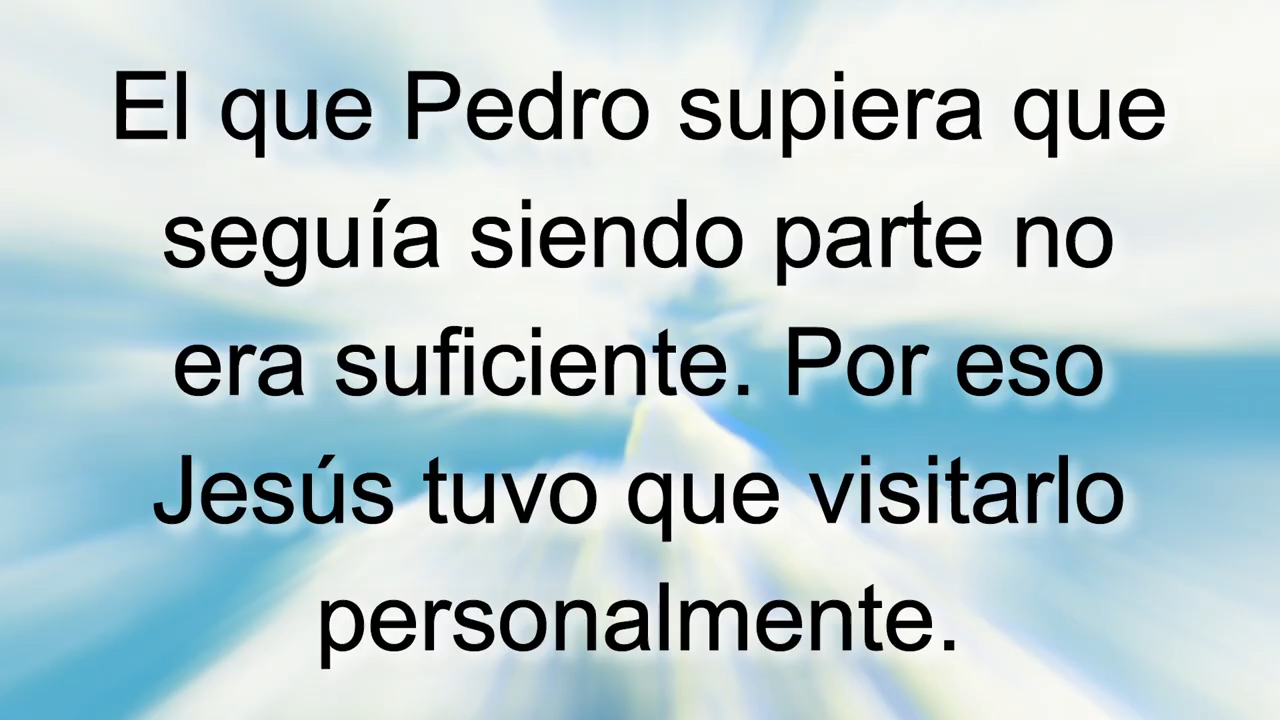 El que Pedro supiera que
seguía siendo parte no
era suficiente. Por eso
Jesús tuvo que visitarlo
personalmente.